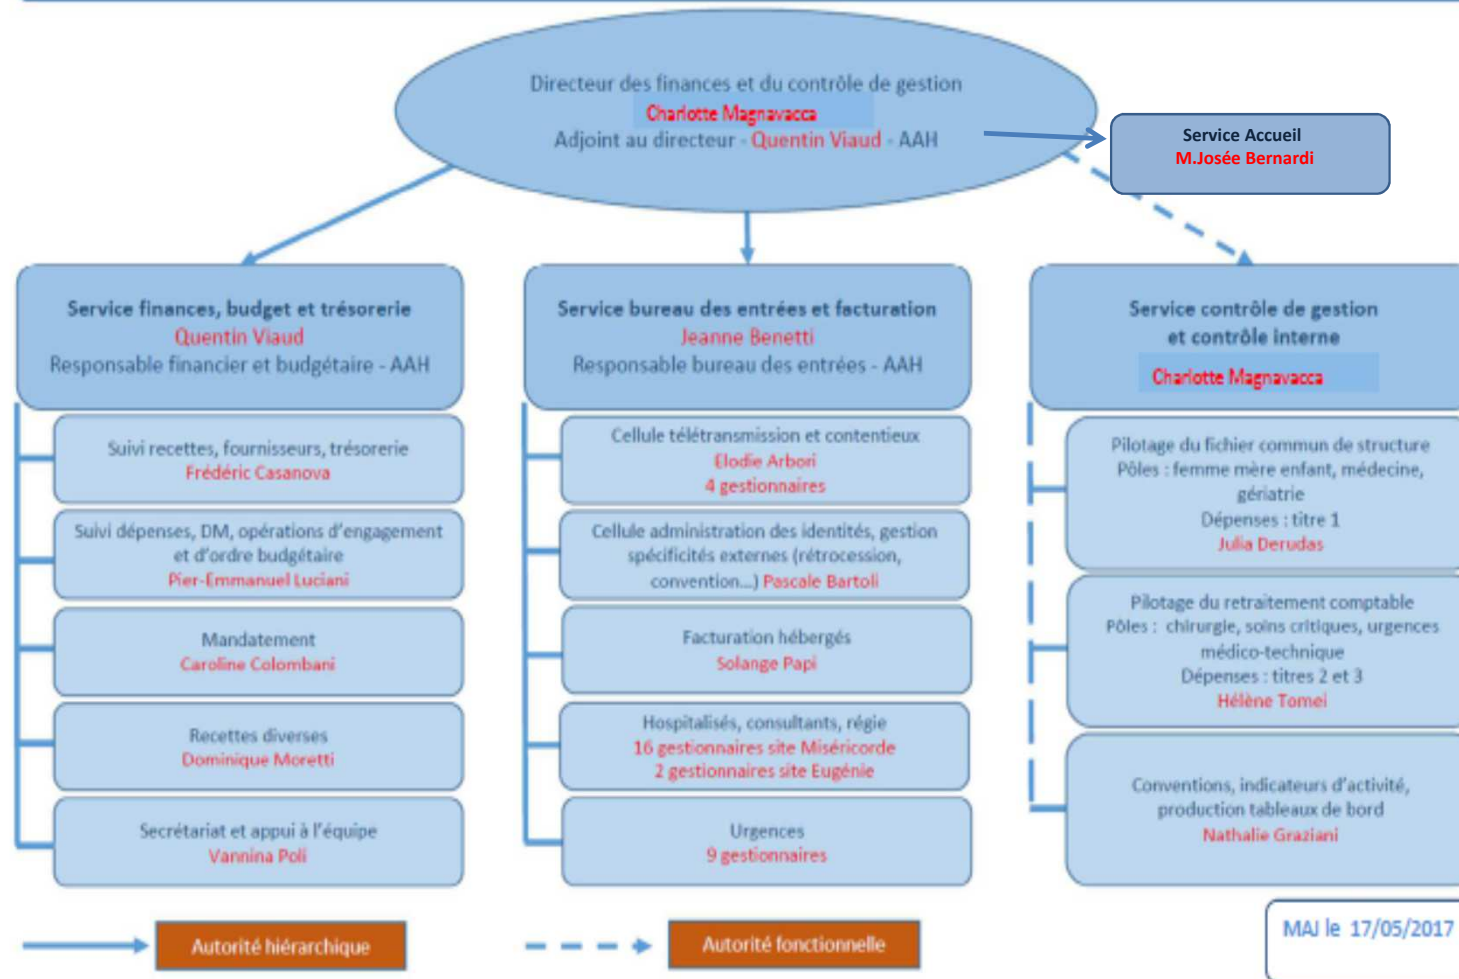 Directeur des finances et du contrôle de gestion
Charlotte Magnavacca
Adjoint au directeur - Quentin Viaud - AAH
Service Accueil
M.Josée Bernardi
Service finances, budget et trésorerie
Quentin Viaud
Responsable financier et budgétaire - AAH
Suivi recettes, fournisseurs, trésorerie
Frédéric Casanova
Suivi dépenses, DM, opérations d'engagement
et d'ordre budgétaire
Pier-Emmanuel Luciani
Mandatement
Caroline Colombani
Recettes diverses
Dominique Moretti
Secrétariat et appui à l'équipe
Vannina Poli
Service bureau des entrées et facturation
Jeanne Benetti
Responsable bureau des entrées - AAH
Cellule télétransmission et contentieux
Elodie Arbori
4 gestionnaires
Cellule administration des identités, gestion
spécificités externes (rétrocession,
convention...) Pascale Bartoli
Facturation hébergés
Solange Papi
Hospitalisés, consultants, régie
16 gestionnaires site Miséricorde
2 gestionnaires site Eugénie
Urgences
9 gestionnaires
Service contrôle de gestion
et contrôle interne
Charlotte Magnavacca
Pilotage du fichier commun de structure
Pôles : femme mère enfant, médecine,
gériatrie
Dépenses : titre 1
Julia Derudas
Pilotage du retraitement comptable
Pôles : chirurgie, soins critiques, urgences
médico-technique
Dépenses : titres 2 et 3
Hélène Tomei
Conventions, indicateurs d'activité,
production tableaux de bord
Nathalie Graziani
Autorité hiérarchique
Autorité fonctionnelle
MAJ le 17/05/2017